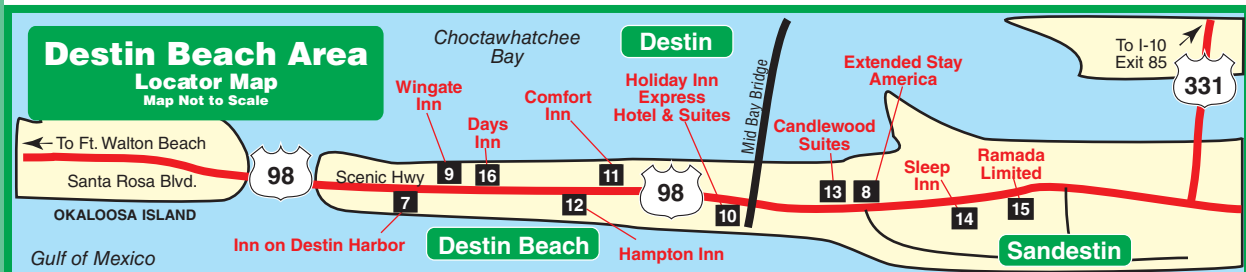 Destin Beach Area
Locator Map
Map Not to Scale
Choctawhatchee
Bay
Destin
Mid Bay Bridge
To I-10
Exit 85
331
Wingate
Inn
Days
Inn
Comfort
Inn
Holiday Inn
Express
Hotel & Suites
Candlewood
Suites
Extended Stay
America
Sleep
Inn
Ramada
Limited
To Ft. Walton Beach
Santa Rosa Blvd.
OKALOOSA ISLAND
98
Scenic Hwy
9
16
11
98
13
8
7
12
10
14
15
Inn on Destin Harbor
Destin Beach
Hampton Inn
Sandestin
Gulf of Mexico